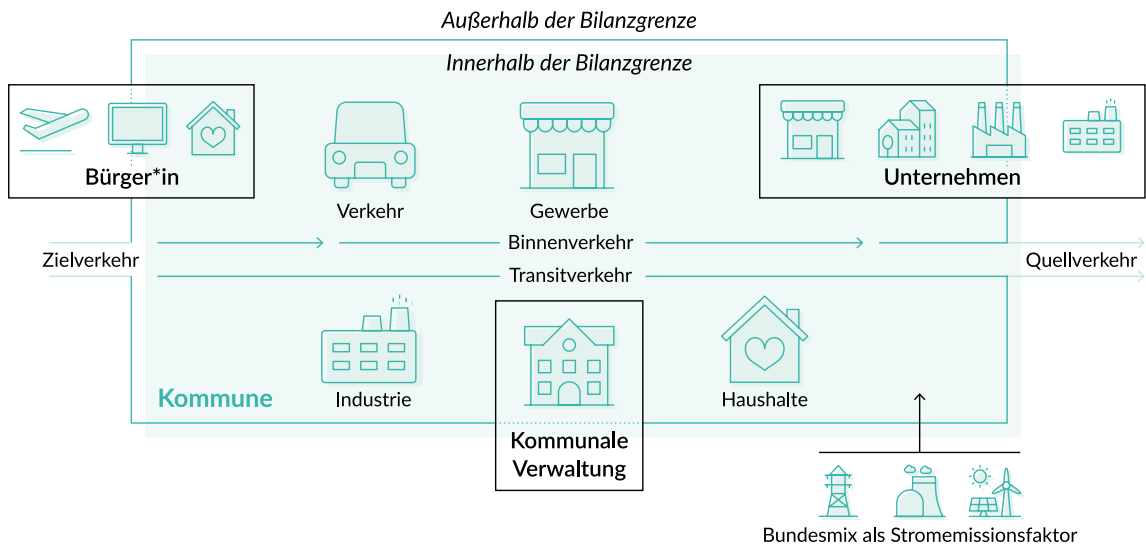 Außerhalb der Bilanzgrenze
Innerhalb der Bilanzgrenze
Bürger*in
Unternehmen
Verkehr
Gewerbe
Zielverkehr
Binnenverkehr
Quellverkehr
Transitverkehr
Kommune
Industrie
Haushalte
Kommunale
Verwaltung
Bundesmix als Stromemissionsfaktor